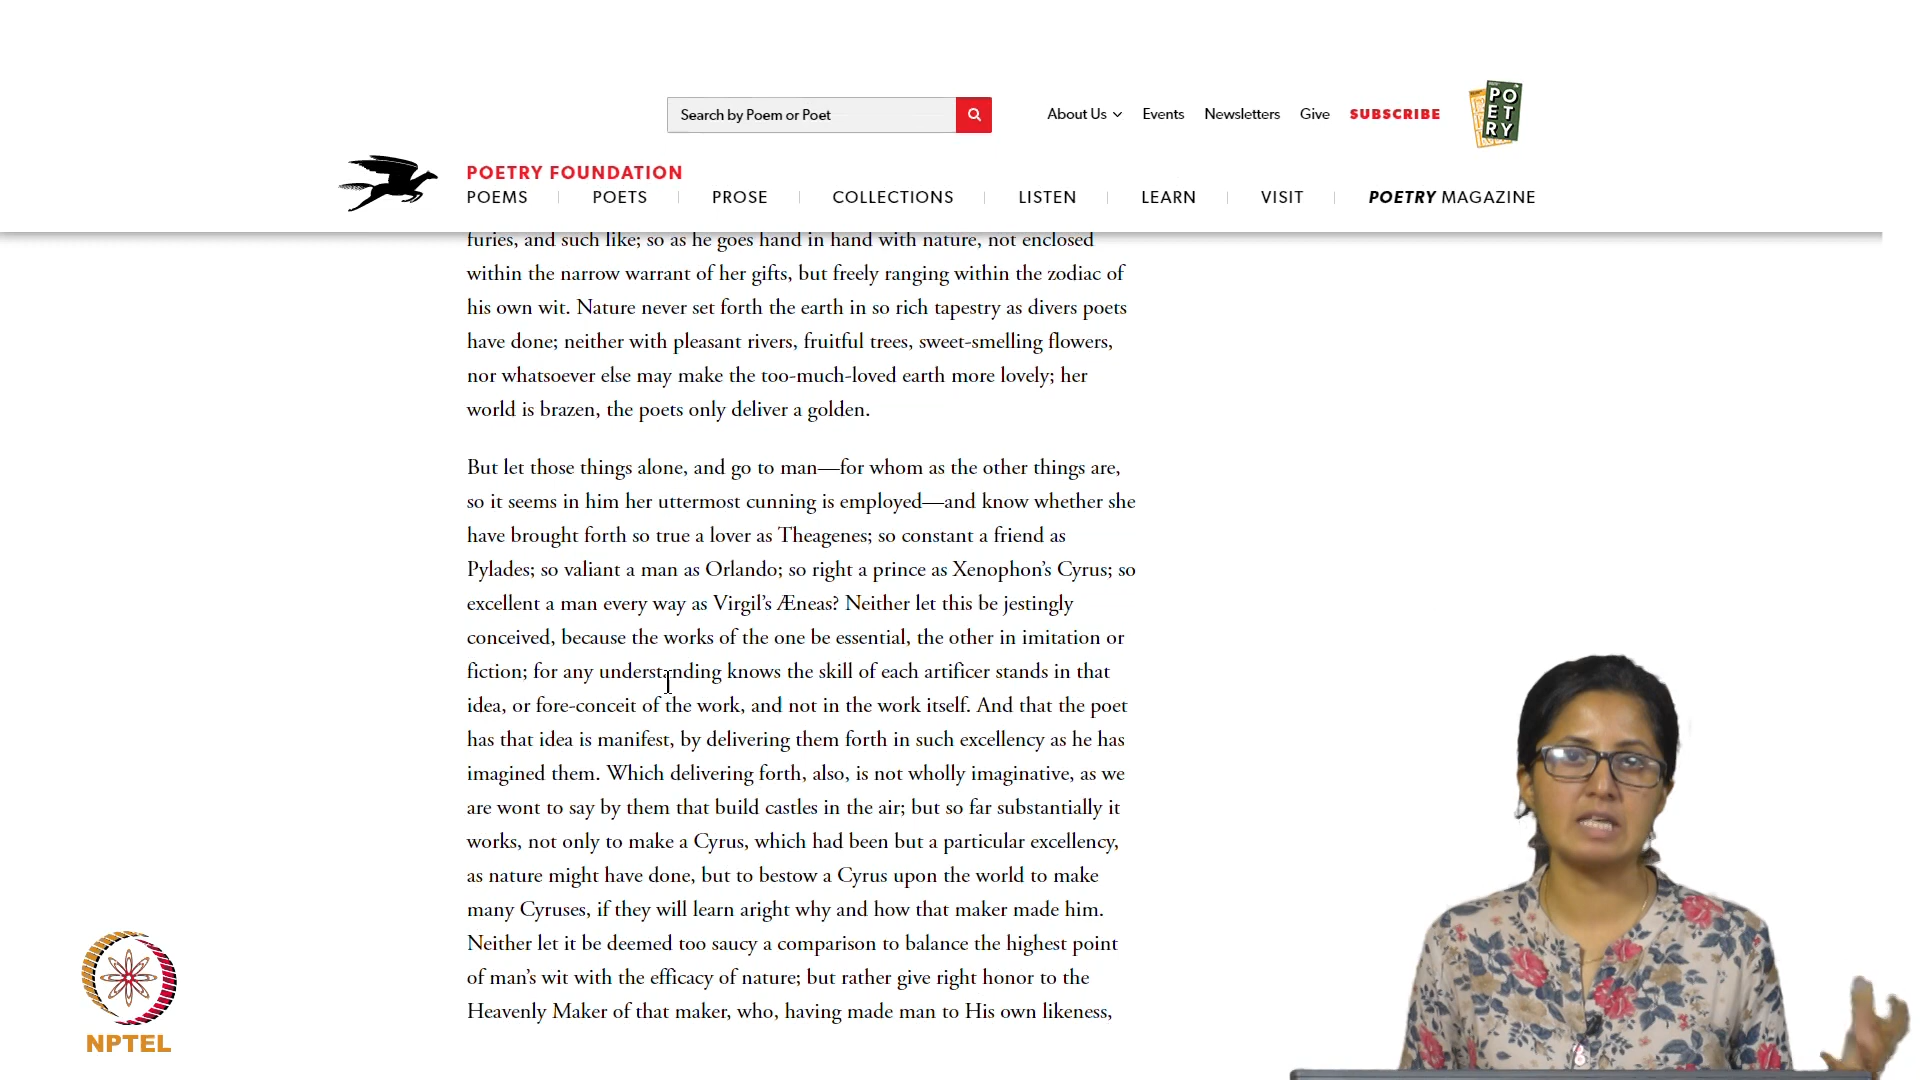 Search by Poem or Poet
About Us Events Newsletters Give SUBSCRIBE
PO
ET
RY
POETRY FOUNDATION
POEMS POETS PROSE COLLECTIONS LISTEN LEARN VISIT POETRY MAGAZINE
furies, and such like; so as he goes hand in hand with nature, not enclosed
within the narrow warrant of her gifts, but freely ranging within the zodiac of
his own wit. Nature never set forth the earth in so rich tapestry as divers poets
have done; neither with pleasant rivers, fruitful trees, sweet-smelling flowers,
nor whatsoever else may make the too-much-loved earth more lovely; her
world is brazen, the poets only deliver a golden.
But let those things alone, and go to man—for whom as the other things are,
so it seems in him her uttermost cunning is employed—and know whether she
have brought forth so true a lover as Theagenes; so constant a friend as
Pylades; so valiant a man as Orlando; so right a prince as Xenophon’s Cyrus; so
excellent a man every way as Virgil’s Æneas? Neither let this be jestingly
conceived, because the works of the one be essential, the other in imitation or
fiction; for any understanding knows the skill of each artificer stands in that
idea, or fore-conceit of the work, and not in the work itself. And that the poet
has that idea is manifest, by delivering them forth in such excellency as he has
imagined them. Which delivering forth, also, is not wholly imaginative, as we
are wont to say by them that build castles in the air; but so far substantially it
works, not only to make a Cyrus, which had been but a particular excellency,
as nature might have done, but to bestow a Cyrus upon the world to make
many Cyruses, if they will learn aright why and how that maker made him.
Neither let it be deemed too saucy a comparison to balance the highest point
of man’s wit with the efficacy of nature; but rather give right honor to the
Heavenly Maker of that maker, who, having made man to His own likeness,
NPTEL